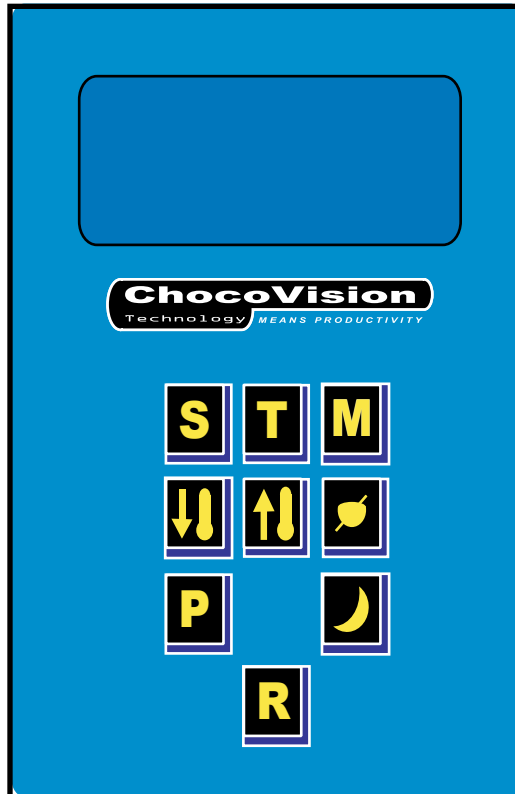 ChocoVision
Technology MEANS PRODUCTIVITY
S T M
P
R